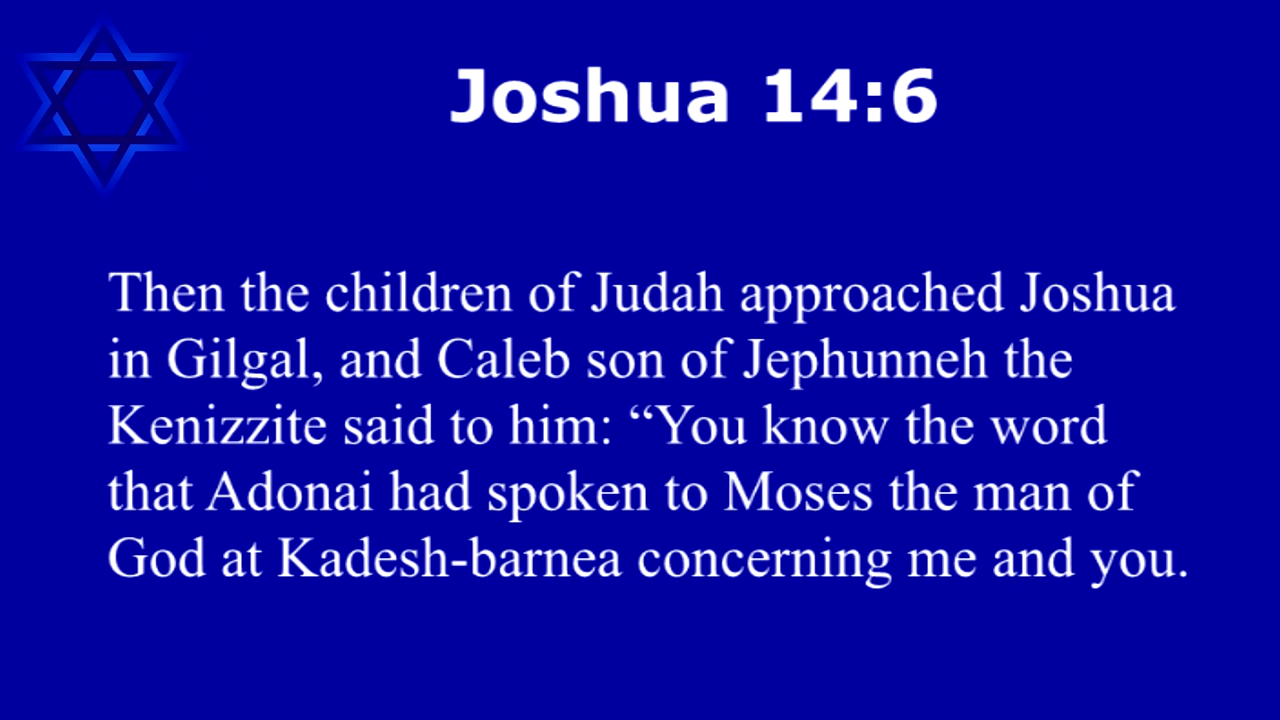 Joshua 14:6
Then the children of Judah approached Joshua
in Gilgal, and Caleb son of Jephunneh the
Kenizzite said to him: “You know the word
that Adonai had spoken to Moses the man of
God at Kadesh-barnea concerning me and you.